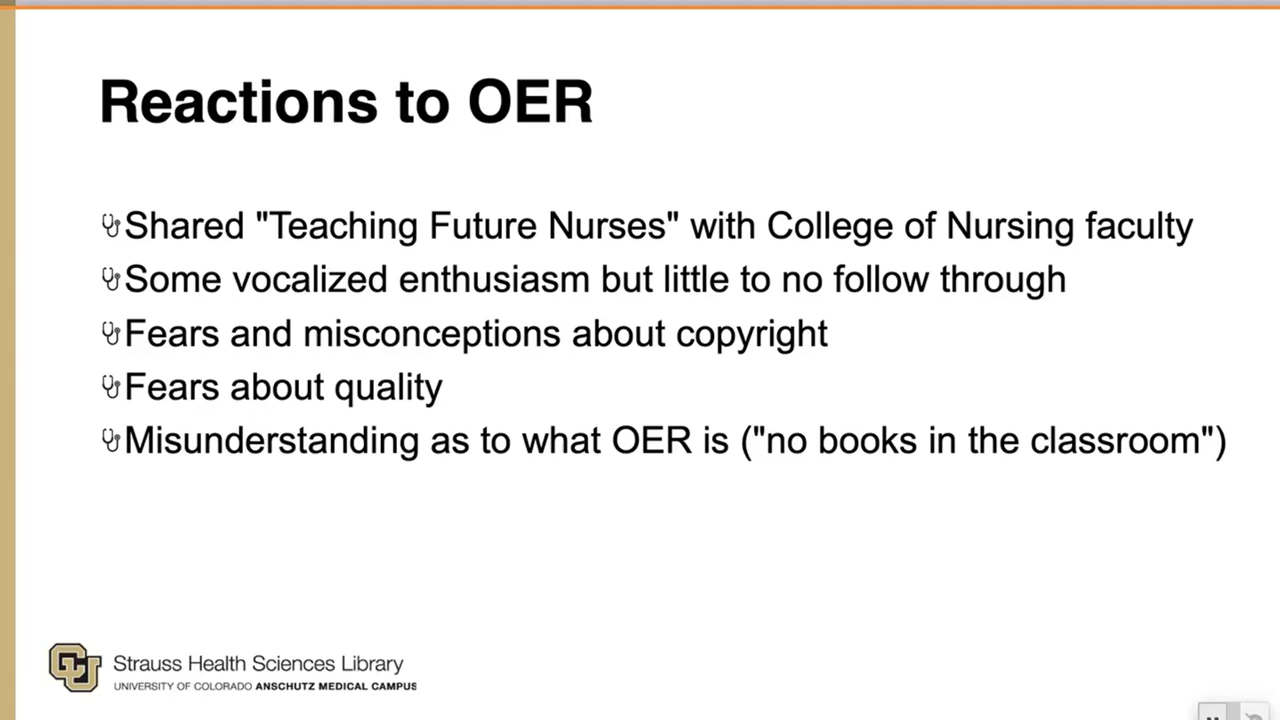 Reactions to OER
Shared "Teaching Future Nurses" with College of Nursing faculty
Some vocalized enthusiasm but little to no follow through
Fears and misconceptions about copyright
Fears about quality
Misunderstanding as to what OER is ("no books in the classroom")
CU
Strauss Health Sciences Library
UNIVERSITY OF COLORADO ANSCHUTZ MEDICAL CAMPUS